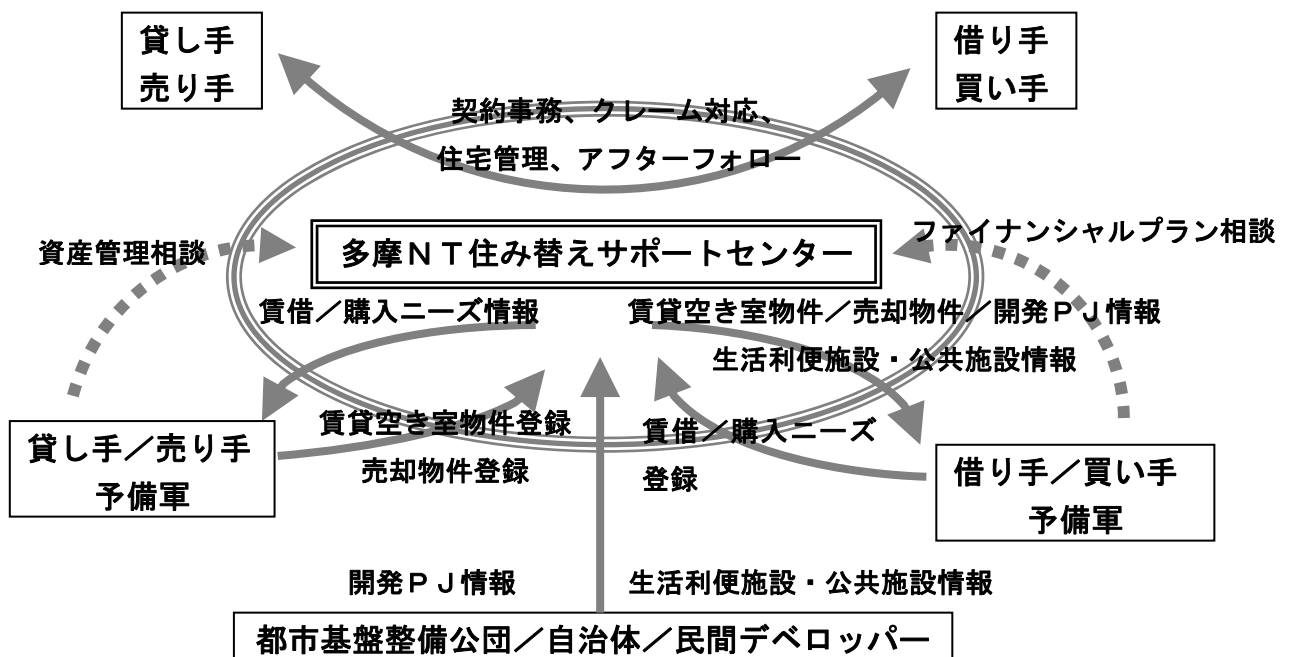 貸し手
売り手
借り手
買い手
契約事務、クレーム対応、
住宅管理、アフターフォロー
資産管理相談
ファイナンシャルプラン相談
多摩ＮＴ住み替えサポートセンター
賃借／購入ニーズ情報
賃貸空き室物件／売却物件／開発ＰＪ情報
生活利便施設・公共施設情報
貸し手／売り手
予備軍
賃貸空き室物件登録
売却物件登録
賃借／購入ニーズ
登録
借り手／買い手
予備軍
開発ＰＪ情報
生活利便施設・公共施設情報
都市基盤整備公団／自治体／民間デベロッパー